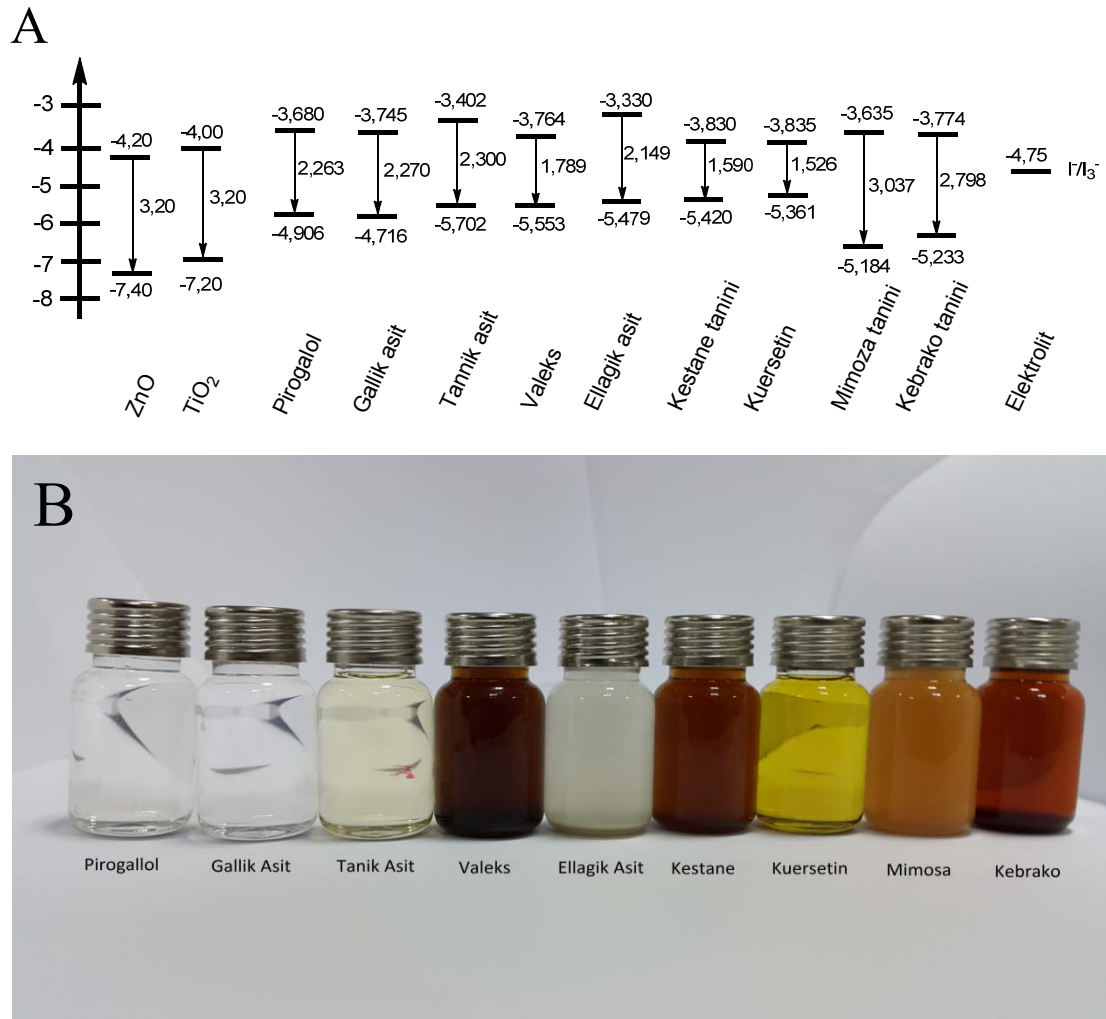 A
-3
-4
-5
-6
-7
-8
-4,20
3,20
-7,40
ZnO
-4,00
3,20
-7,20
TiO₂
-3,680
2,263
-4,906
Pirogalol
-3,745
2,270
-4,716
Gallik asit
-3,402
2,300
-5,702
Tannik asit
-3,764
1,789
-5,553
Valeks
-3,330
2,149
-5,479
Ellagik asit
-3,830
1,590
-5,420
Kestane tanini
-3,835
1,526
-5,361
Kuersetin
-3,635
3,037
-5,184
Mimoza tanini
-3,774
2,798
-5,233
Kebrako tanini
-4,75
I⁻/I₃⁻
Elektrolit
B
Pirogallol
Gallik Asit
Tanik Asit
Valeks
Ellagik Asit
Kestane
Kuersetin
Mimosa
Kebrako